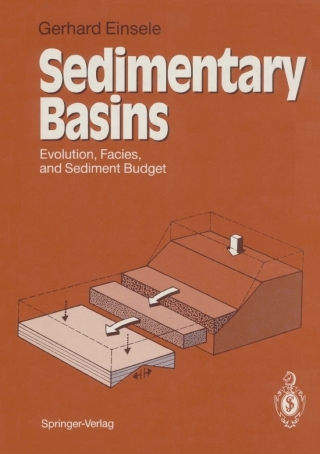 Gerhard Einsele
Sedimentary
Basins
Evolution, Facies,
and Sediment Budget
Springer-Verlag